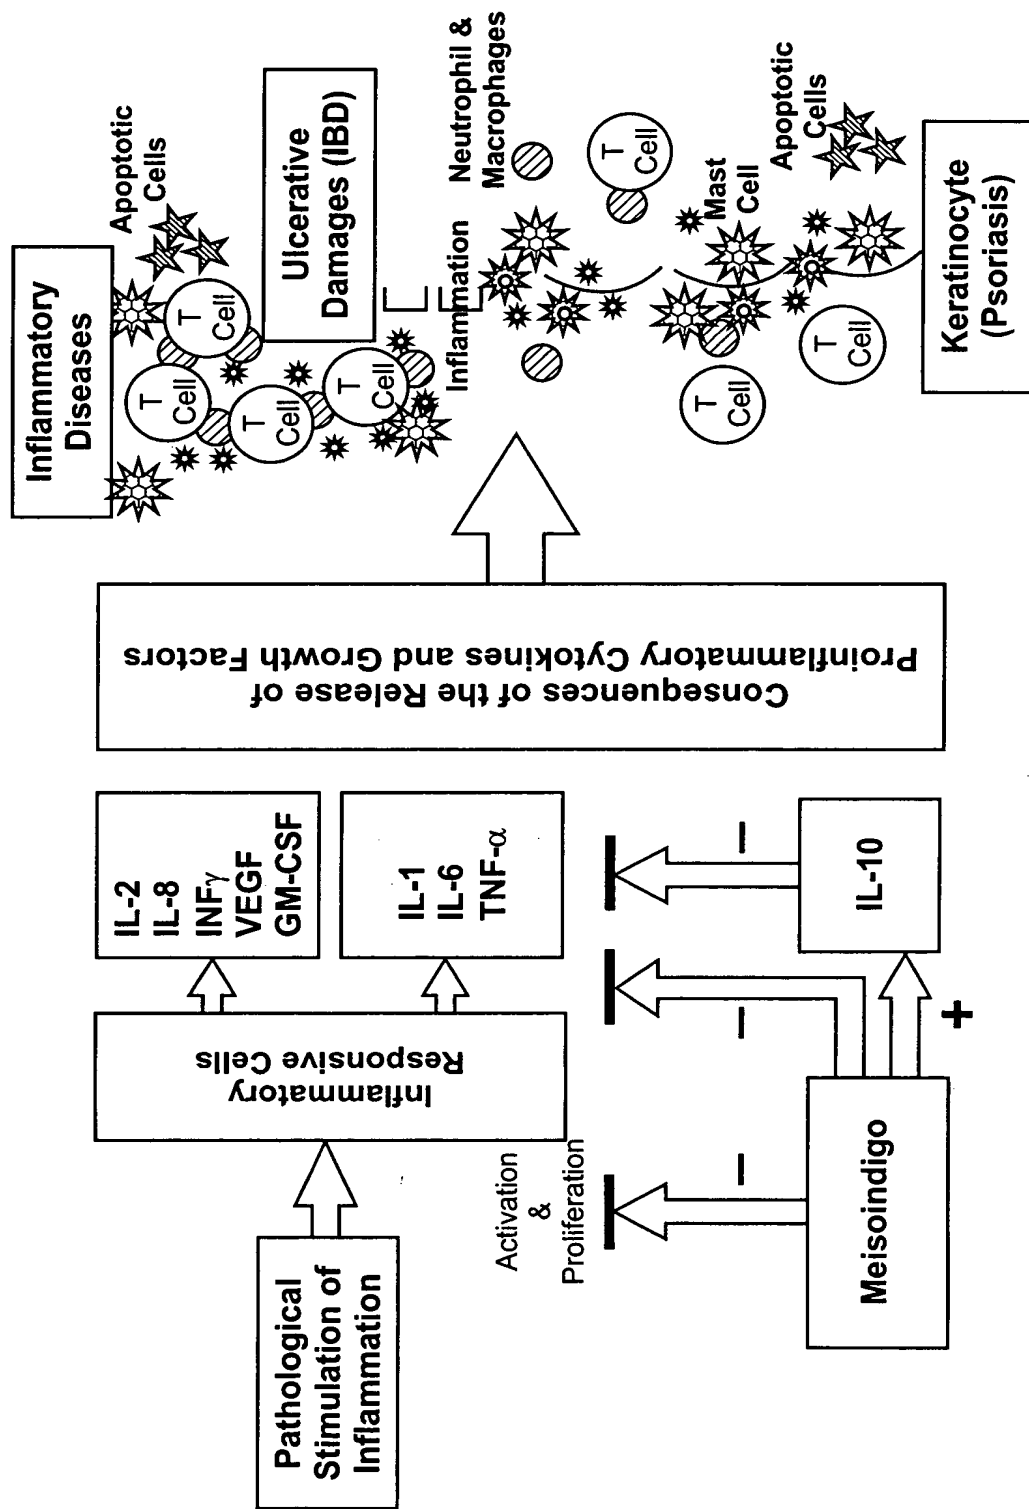 Pathological
Stimulation of
Inflammation
Inflammatory
Responsive Cells
Activation
&
Proliferation
IL-2
IL-8
INFγ
VEGF
GM-CSF
IL-1
IL-6
TNF-α
Meisoindigo
–
–
+
IL-10
–
Consequences of the Release of
Proinflammatory Cytokines and Growth Factors
Inflammatory
Diseases
T
Cell
T
Cell
T
Cell
T
Cell
Apoptotic
Cells
Ulcerative
Damages (IBD)
Inflammation
Neutrophil &
Macrophages
T
Cell
T
Cell
Mast
Cell
T
Cell
Apoptotic
Cells
Keratinocyte
(Psoriasis)